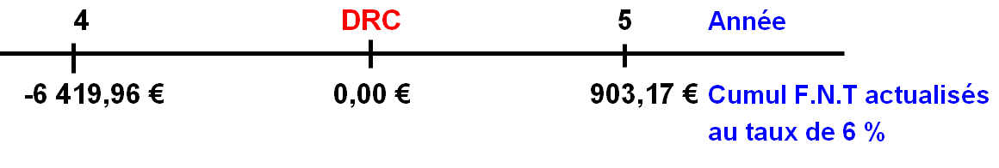 4 DRC 5 Année
-6 419,96 € 0,00 € 903,17 € Cumul F.N.T actualisés
au taux de 6 %